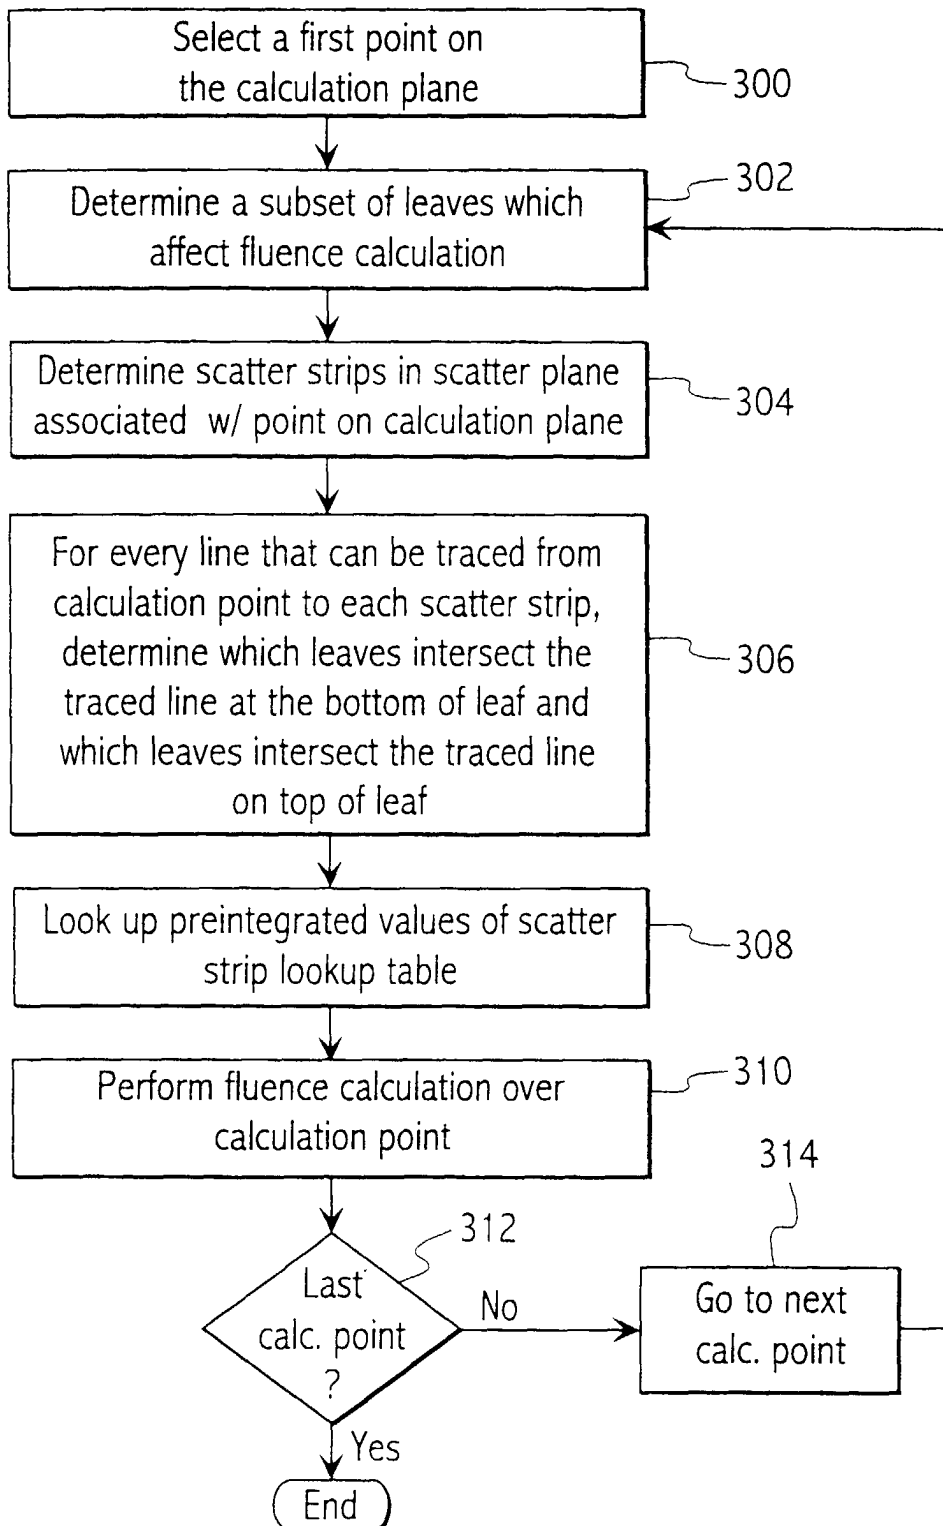 Select a first point on
the calculation plane
300
302
Determine a subset of leaves which
affect fluence calculation
Determine scatter strips in scatter plane
associated w/ point on calculation plane
304
For every line that can be traced from
calculation point to each scatter strip,
determine which leaves intersect the
traced line at the bottom of leaf and
which leaves intersect the traced line
on top of leaf
306
Look up preintegrated values of scatter
strip lookup table
308
Perform fluence calculation over
calculation point
310
312
Last
calc. point
?
No
314
Go to next
calc. point
Yes
End